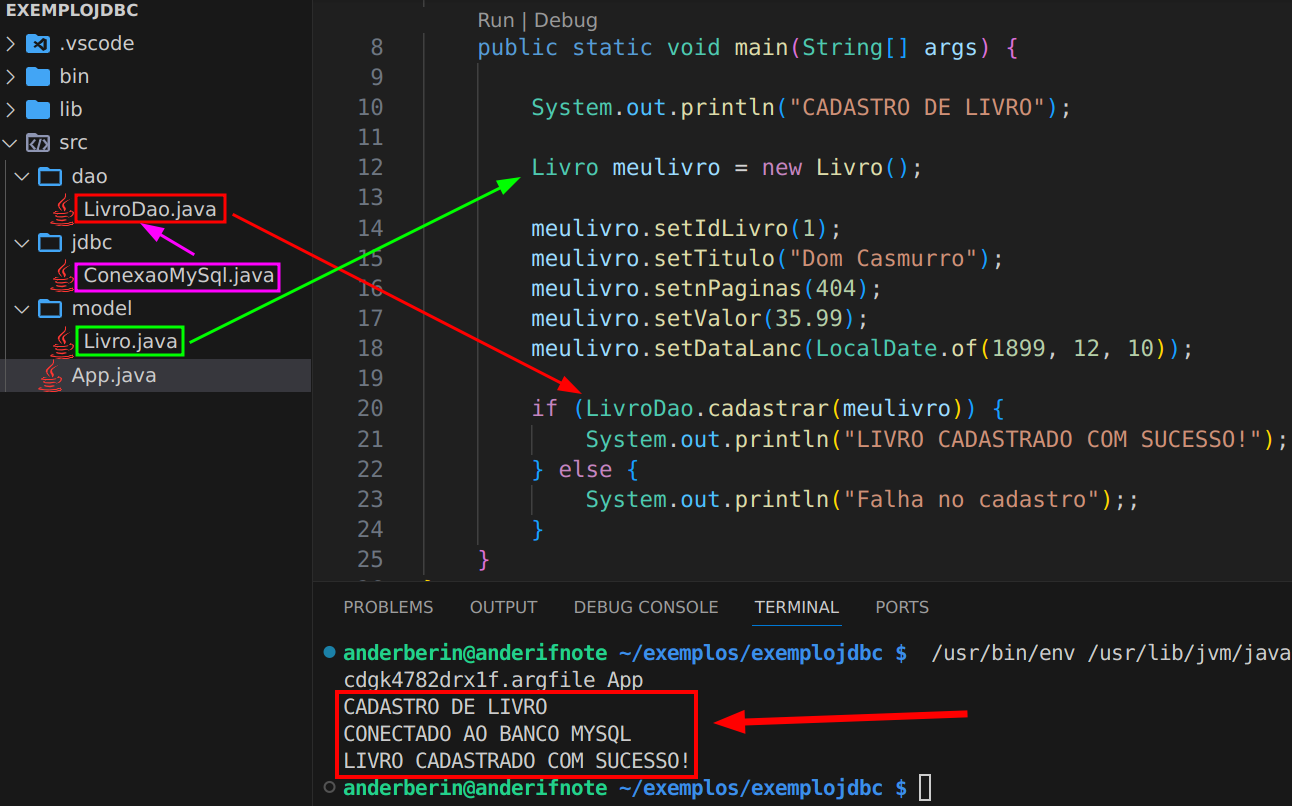 EXEMPLOJDBC
.vscode
bin
lib
src
dao
LivroDao.java
jdbc
ConexaoMySql.java
model
Livro.java
App.java
Run | Debug
8 public static void main(String[] args) {
9
10 System.out.println("CADASTRO DE LIVRO");
11
12 Livro meulivro = new Livro();
13
14 meulivro.setIdLivro(1);
15 meulivro.setTitulo("Dom Casmurro");
16 meulivro.setnPaginas(404);
17 meulivro.setValor(35.99);
18 meulivro.setDataLanc(LocalDate.of(1899, 12, 10));
19
20 if (LivroDao.cadastrar(meulivro)) {
21 System.out.println("LIVRO CADASTRADO COM SUCESSO!");
22 } else {
23 System.out.println("Falha no cadastro");;
24 }
25 }
PROBLEMS OUTPUT DEBUG CONSOLE TERMINAL PORTS
anderberin@anderifnote ~/exemplos/exemplojdbc $ /usr/bin/env /usr/lib/jvm/java
cdgk4782drx1f.argfile App
CADASTRO DE LIVRO
CONECTADO AO BANCO MYSQL
LIVRO CADASTRADO COM SUCESSO!
anderberin@anderifnote ~/exemplos/exemplojdbc $